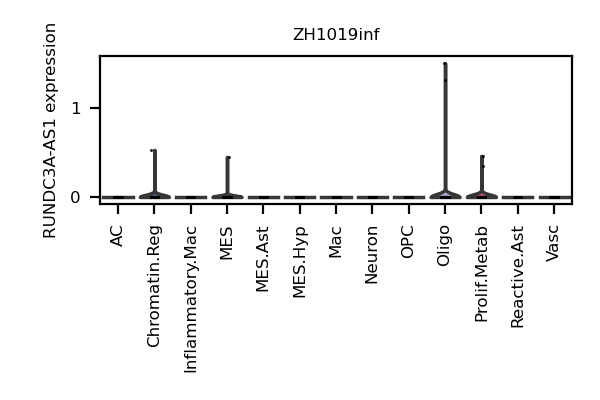 ZH1019inf
RUNDC3A-AS1 expression
1
0
AC
Chromatin.Reg
Inflammatory.Mac
MES
MES.Ast
MES.Hyp
Mac
Neuron
OPC
Oligo
Prolif.Metab
Reactive.Ast
Vasc